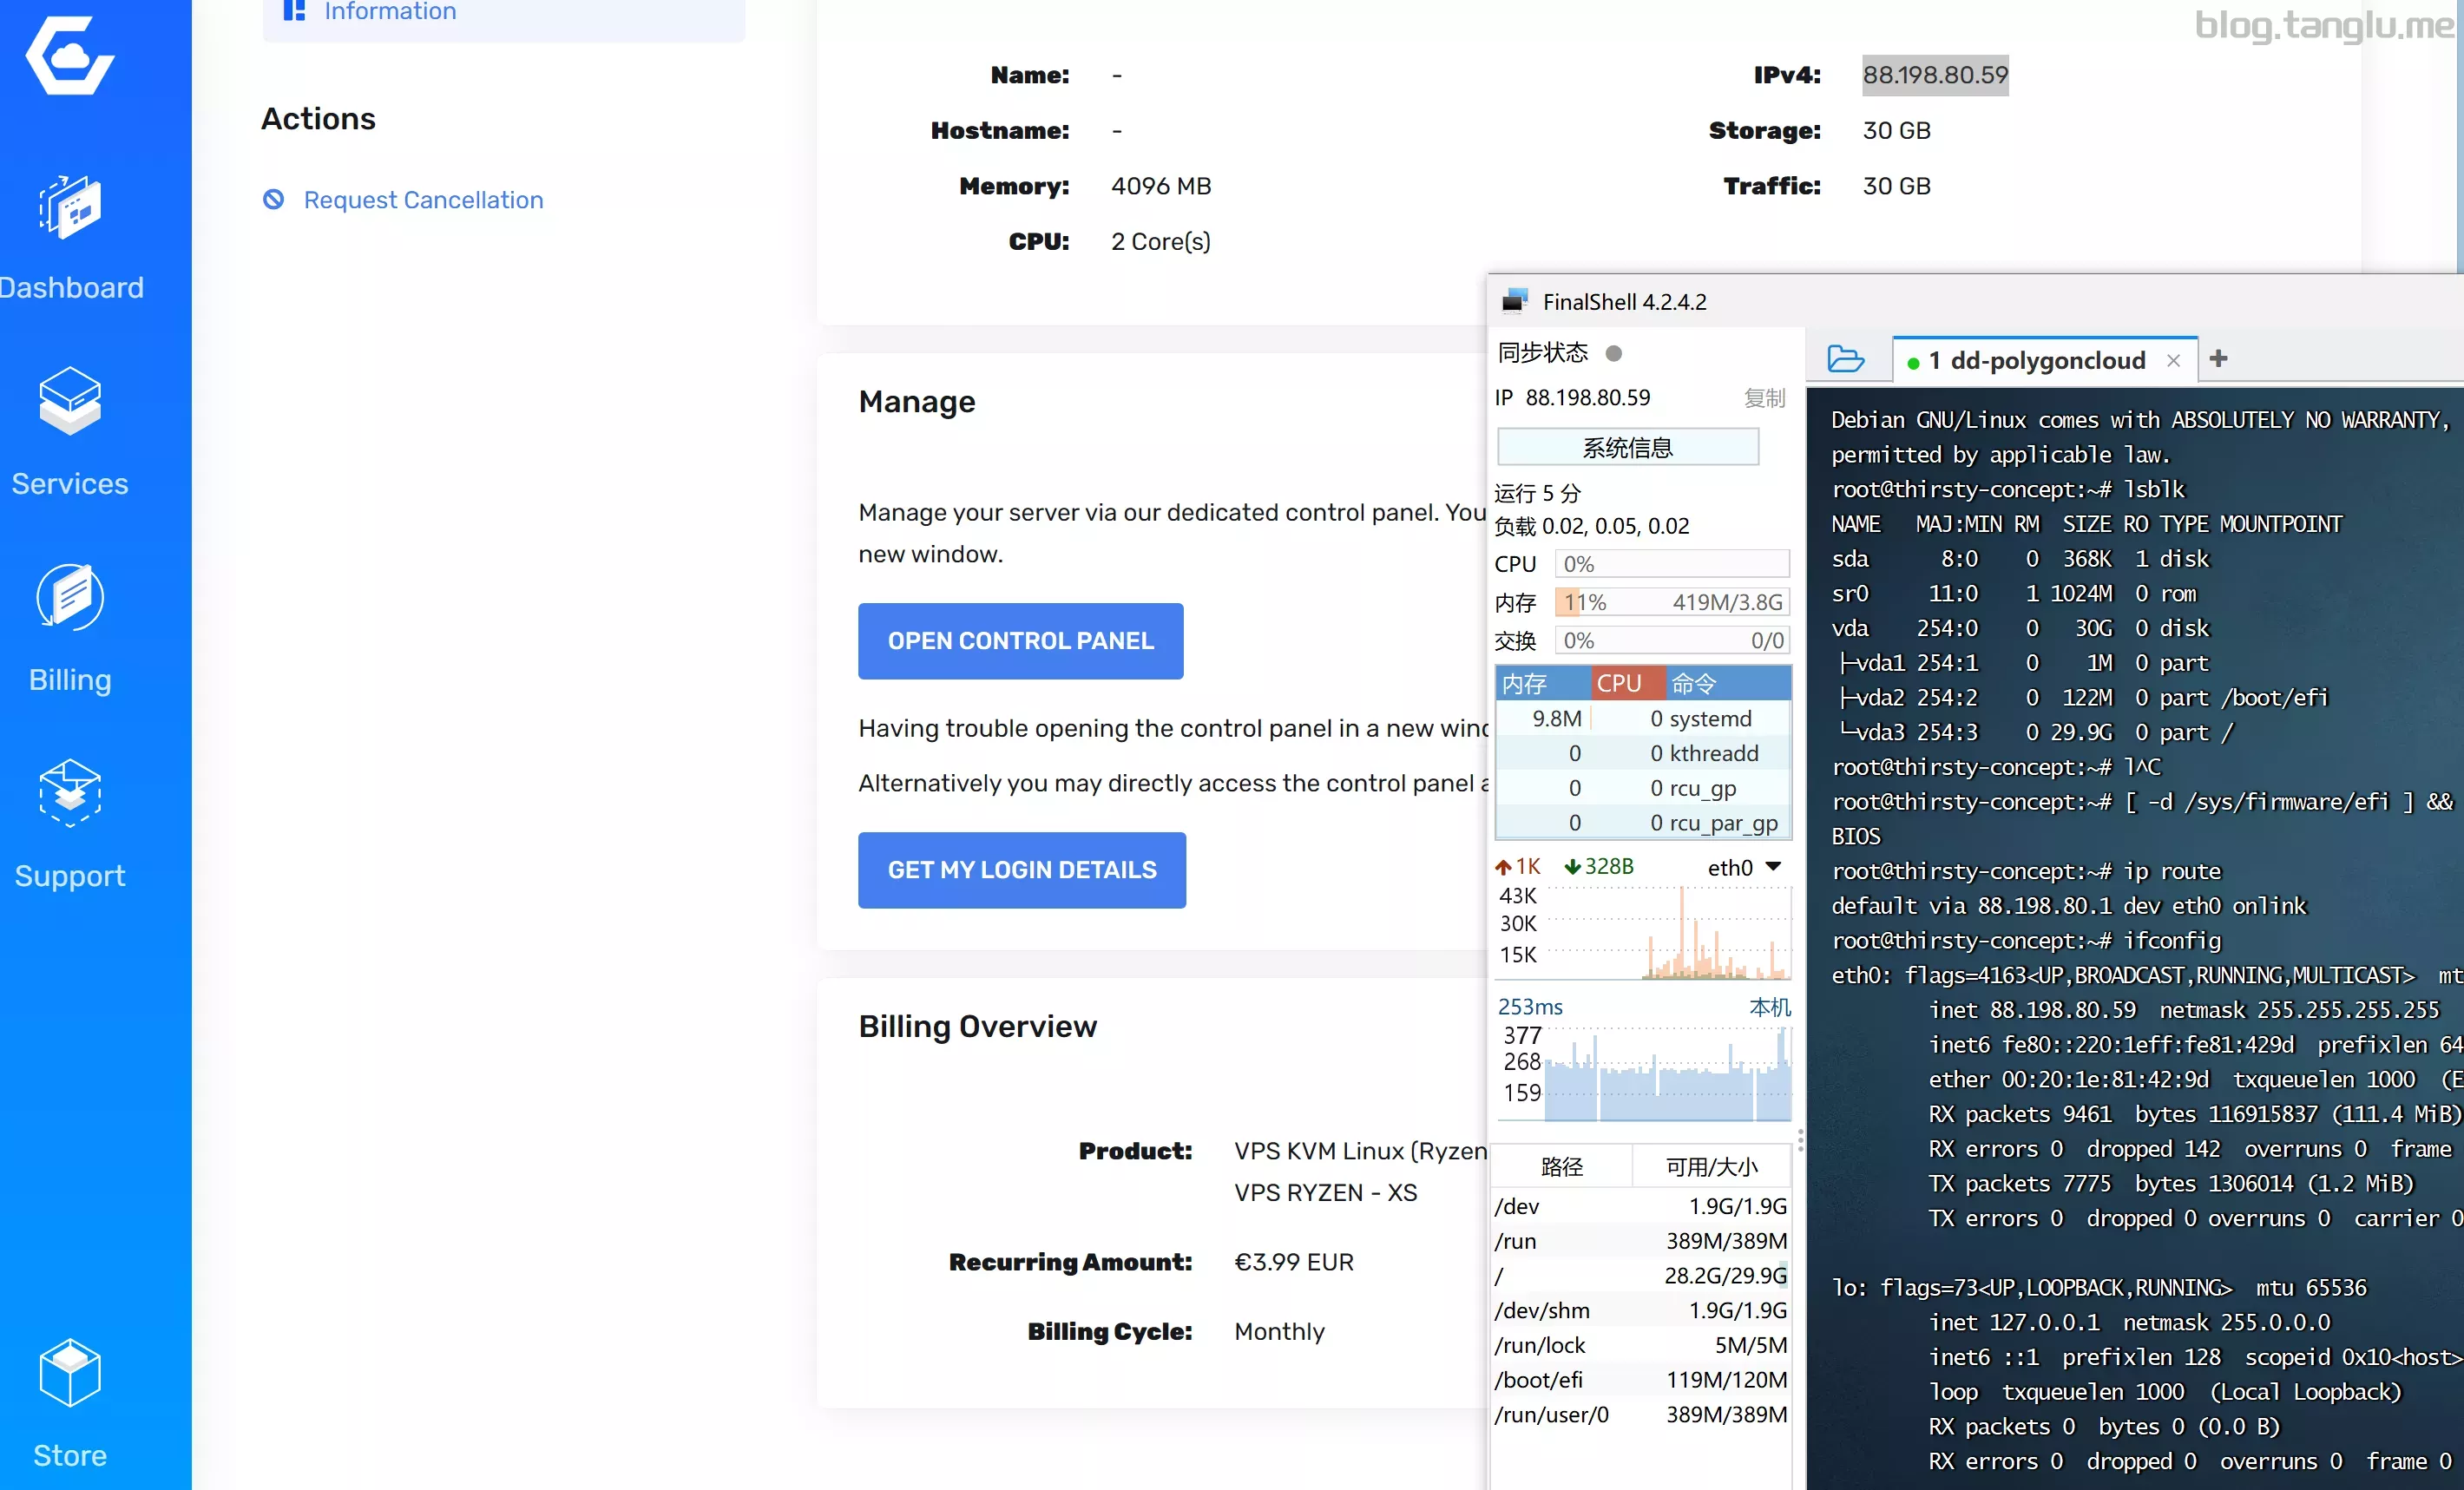 blog.tanglu.me
Information
Actions
Request Cancellation
Dashboard
Services
Billing
Support
Store
Name: -
Hostname: -
Memory: 4096 MB
CPU: 2 Core(s)
IPv4: 88.198.80.59
Storage: 30 GB
Traffic: 30 GB
Manage
Manage your server via our dedicated control panel. You
new window.
OPEN CONTROL PANEL
Having trouble opening the control panel in a new wind
Alternatively you may directly access the control panel a
GET MY LOGIN DETAILS
Billing Overview
Product: VPS KVM Linux (Ryzen
VPS RYZEN - XS
Recurring Amount: €3.99 EUR
Billing Cycle: Monthly
FinalShell 4.2.4.2
同步状态
IP 88.198.80.59 复制
系统信息
运行 5 分
负载 0.02, 0.05, 0.02
CPU 0%
内存 11% 419M/3.8G
交换 0% 0/0
内存 CPU 命令
9.8M 0 systemd
0 0 kthreadd
0 0 rcu_gp
0 0 rcu_par_gp
1K 328B eth0
43K
30K
15K
253ms 本机
377
268
159
路径 可用/大小
/dev 1.9G/1.9G
/run 389M/389M
/ 28.2G/29.9G
/dev/shm 1.9G/1.9G
/run/lock 5M/5M
/boot/efi 119M/120M
/run/user/0 389M/389M
1 dd-polygoncloud × +
Debian GNU/Linux comes with ABSOLUTELY NO WARRANTY,
permitted by applicable law.
root@thirsty-concept:~# lsblk
NAME   MAJ:MIN RM  SIZE RO TYPE MOUNTPOINT
sda      8:0    0  368K  1 disk
sr0     11:0    1 1024M  0 rom
vda    254:0    0   30G  0 disk
├─vda1 254:1    0    1M  0 part
├─vda2 254:2    0  122M  0 part /boot/efi
└─vda3 254:3    0 29.9G  0 part /
root@thirsty-concept:~# l^C
root@thirsty-concept:~# [ -d /sys/firmware/efi ] &&
BIOS
root@thirsty-concept:~# ip route
default via 88.198.80.1 dev eth0 onlink
root@thirsty-concept:~# ifconfig
eth0: flags=4163<UP,BROADCAST,RUNNING,MULTICAST>  mt
inet 88.198.80.59  netmask 255.255.255.255
inet6 fe80::220:1eff:fe81:429d  prefixlen 64
ether 00:20:1e:81:42:9d  txqueuelen 1000  (E
RX packets 9461  bytes 116915837 (111.4 MiB)
RX errors 0  dropped 142  overruns 0  frame
TX packets 7775  bytes 1306014 (1.2 MiB)
TX errors 0  dropped 0 overruns 0  carrier 0
lo: flags=73<UP,LOOPBACK,RUNNING>  mtu 65536
inet 127.0.0.1  netmask 255.0.0.0
inet6 ::1  prefixlen 128  scopeid 0x10<host>
loop  txqueuelen 1000  (Local Loopback)
RX packets 0  bytes 0 (0.0 B)
RX errors 0  dropped 0  overruns 0  frame 0